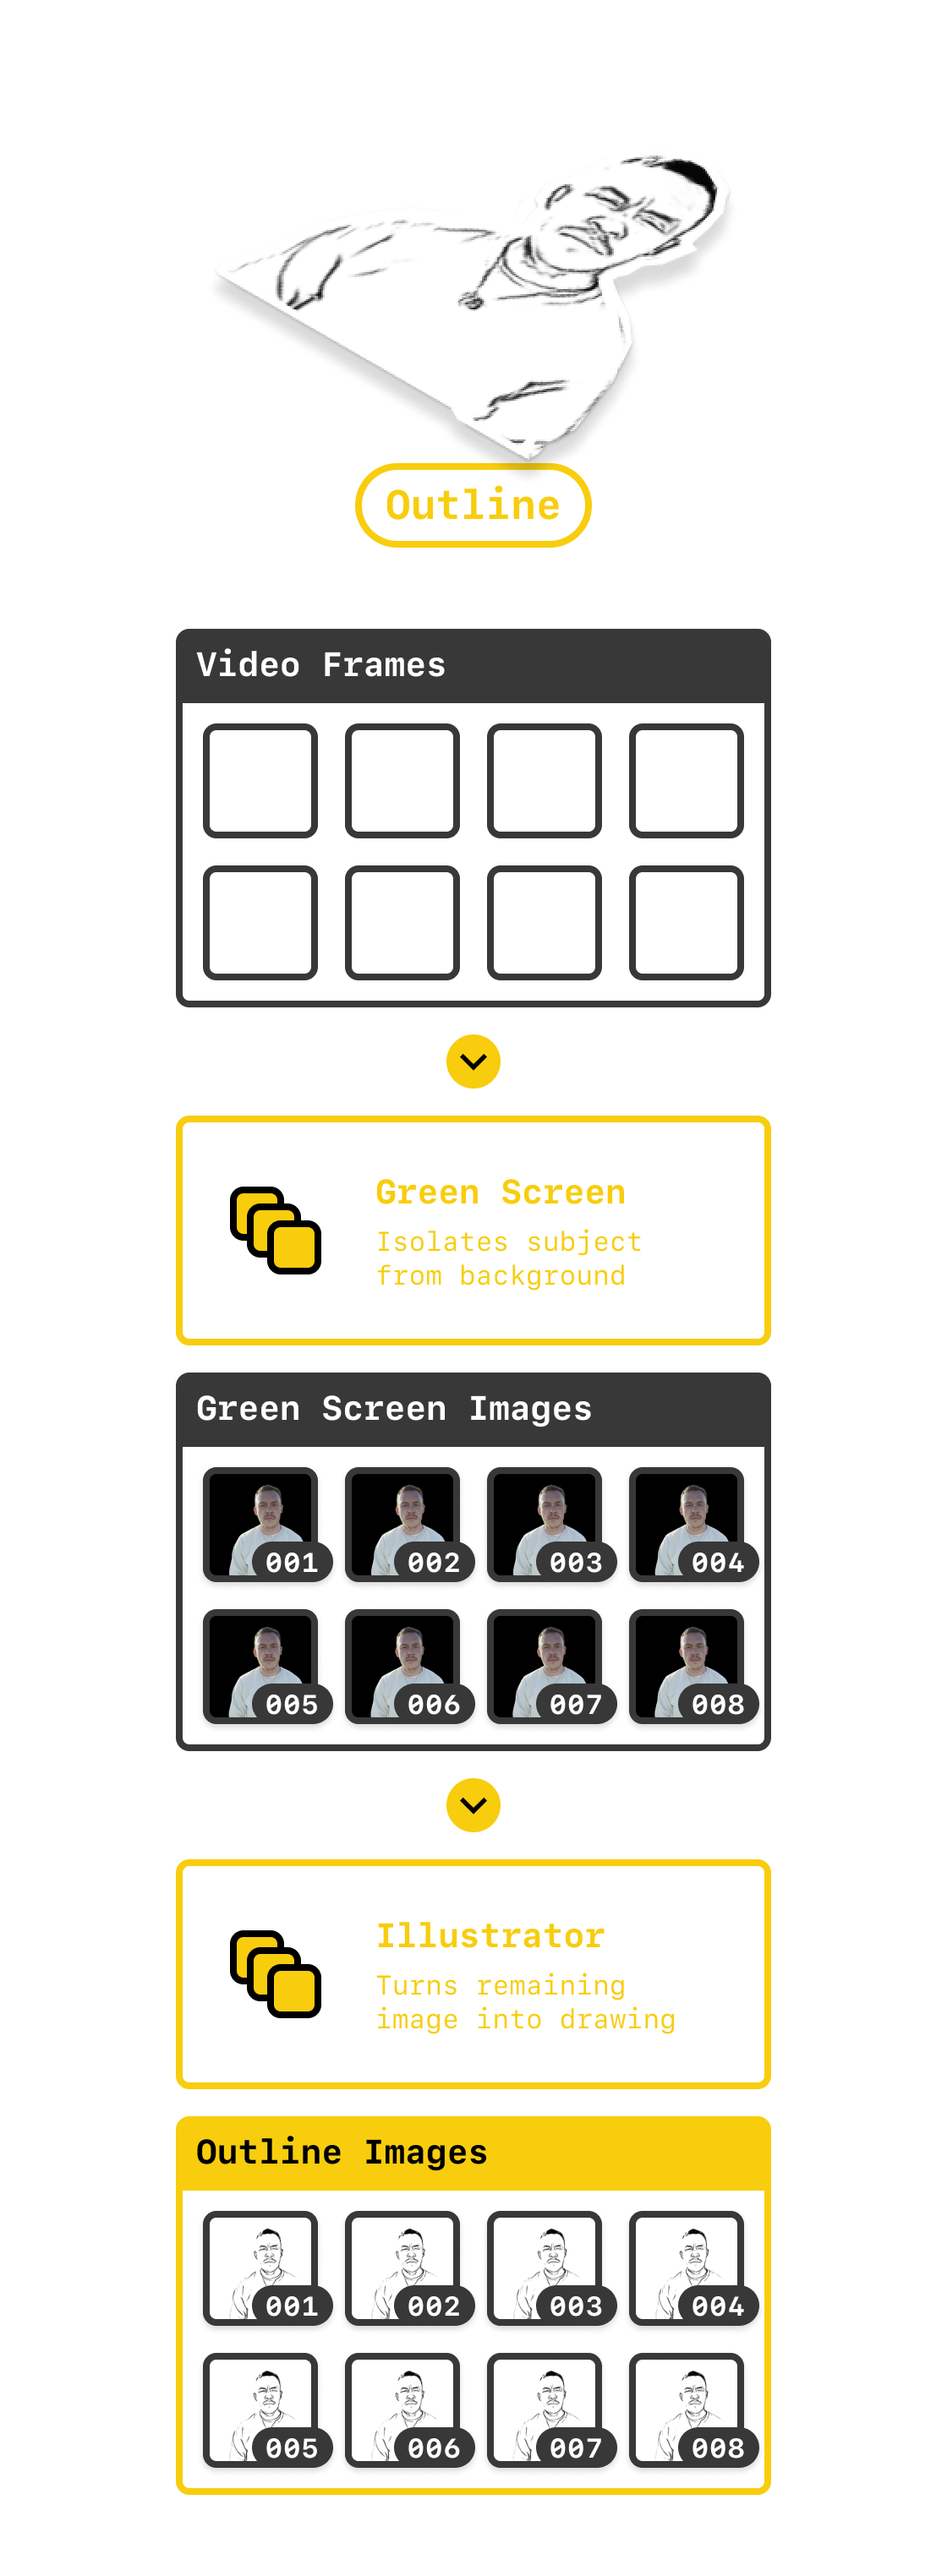 Outline
Video Frames
Green Screen
Isolates subject
from background
Green Screen Images
001
002
003
004
005
006
007
008
Illustrator
Turns remaining
image into drawing
Outline Images
001
002
003
004
005
006
007
008